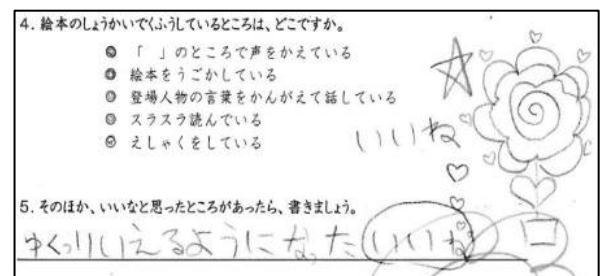 4. 絵本のしょうかいでくふうしているところは、どこですか。
◎ 「 」のところで声をかえている
◎ 絵本をうごかしている
◎ 登場人物の言葉をかんがえて話している
◎ スラスラ読んでいる
◎ えしゃくをしている
いいね
5. そのほか、いいなと思ったところがあったら、書きましょう。
ゆっくりいえるようになった いいね